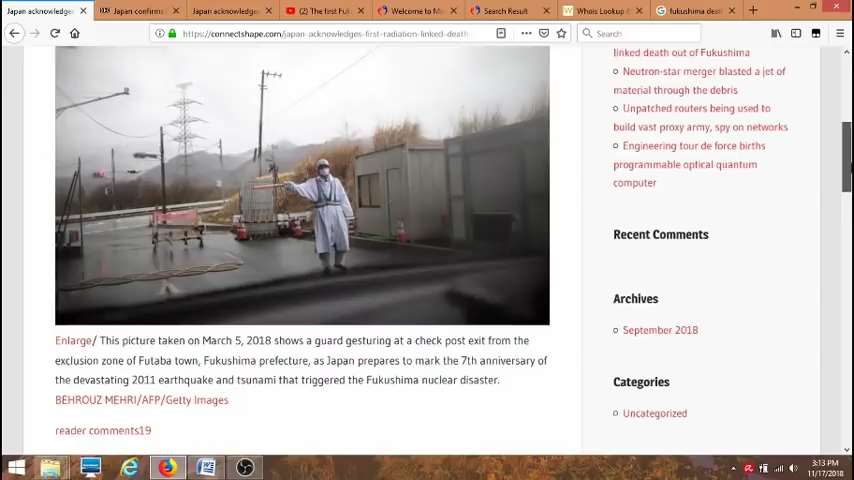 Japan acknowledges
Japan confirms
Japan acknowledges
(2) The first Fuk
Welcome to M
Search Result
Whois Lookup &
fukushima deat
https://connectshape.com/japan-acknowledges-first-radiation-linked-death
Search
linked death out of Fukushima
Neutron-star merger blasted a jet of
material through the debris
Unpatched routers being used to
build vast proxy army, spy on networks
Engineering tour de force births
programmable optical quantum
computer
Recent Comments
Archives
September 2018
Categories
Uncategorized
Enlarge/ This picture taken on March 5, 2018 shows a guard gesturing at a check post exit from the
exclusion zone of Futaba town, Fukushima prefecture, as Japan prepares to mark the 7th anniversary of
the devastating 2011 earthquake and tsunami that triggered the Fukushima nuclear disaster.
BEHROUZ MEHRI/AFP/Getty Images
reader comments19
3:13 PM
11/17/2018